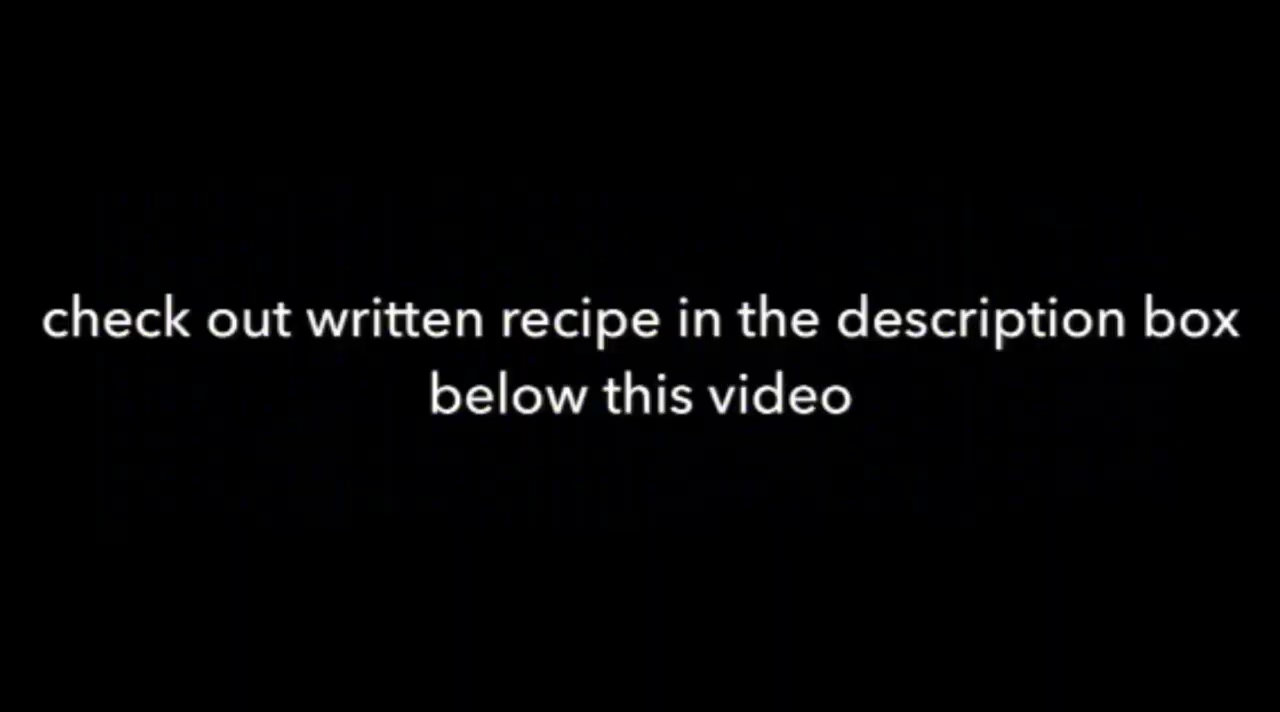 check out written recipe in the description box
below this video